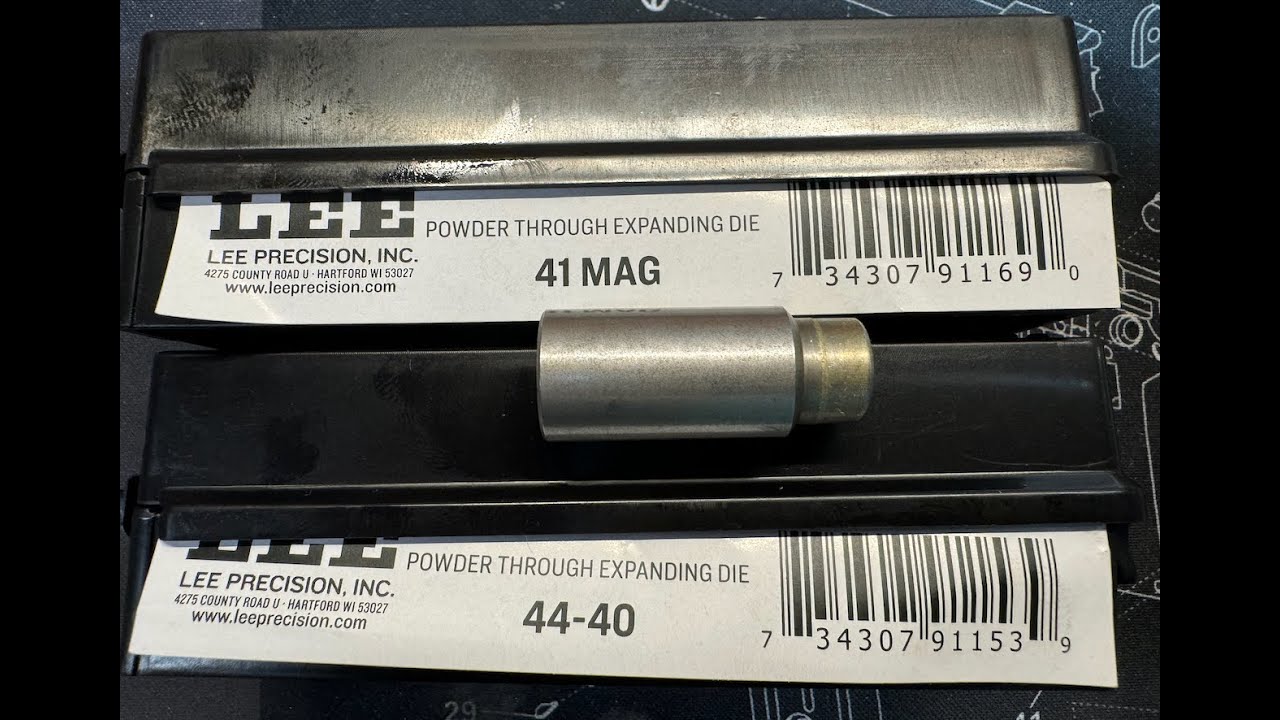 LEE
POWDER THROUGH EXPANDING DIE
LEE PRECISION, INC.
4275 COUNTY ROAD U · HARTFORD WI 53027
www.leeprecision.com
41 MAG
7 34307 91169 0
LEE
POWDER THROUGH EXPANDING DIE
LEE PRECISION, INC.
4275 COUNTY ROAD U · HARTFORD WI 53027
www.leeprecision.com
44-40
7 34307 91153 9
29